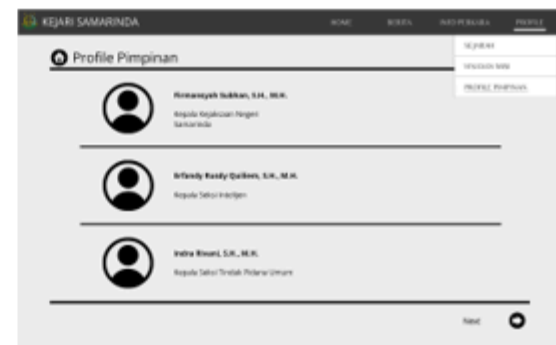 KEJARI SAMARINDA
HOME BERITA INFO PERKARA PROFILE
SEJARAH
VISI DAN MISI
PROFILE PIMPINAN
Profile Pimpinan
Firmansyah Subhan, S.H., M.H.
Kepala Kejaksaan Negeri
Samarinda
Erfandy Rusdy Quiliem, S.H., M.H.
Kepala Seksi Intelijen
Indra Rivani, S.H., M.H.
Kepala Seksi Tindak Pidana Umum
Next